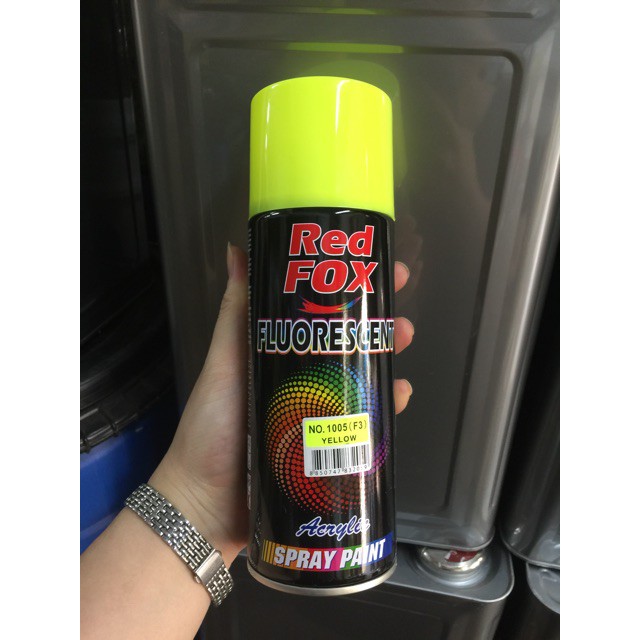 Red
FOX
FLUORESCENT
NO.1005(F3)
YELLOW
Acrylic
SPRAY PAINT